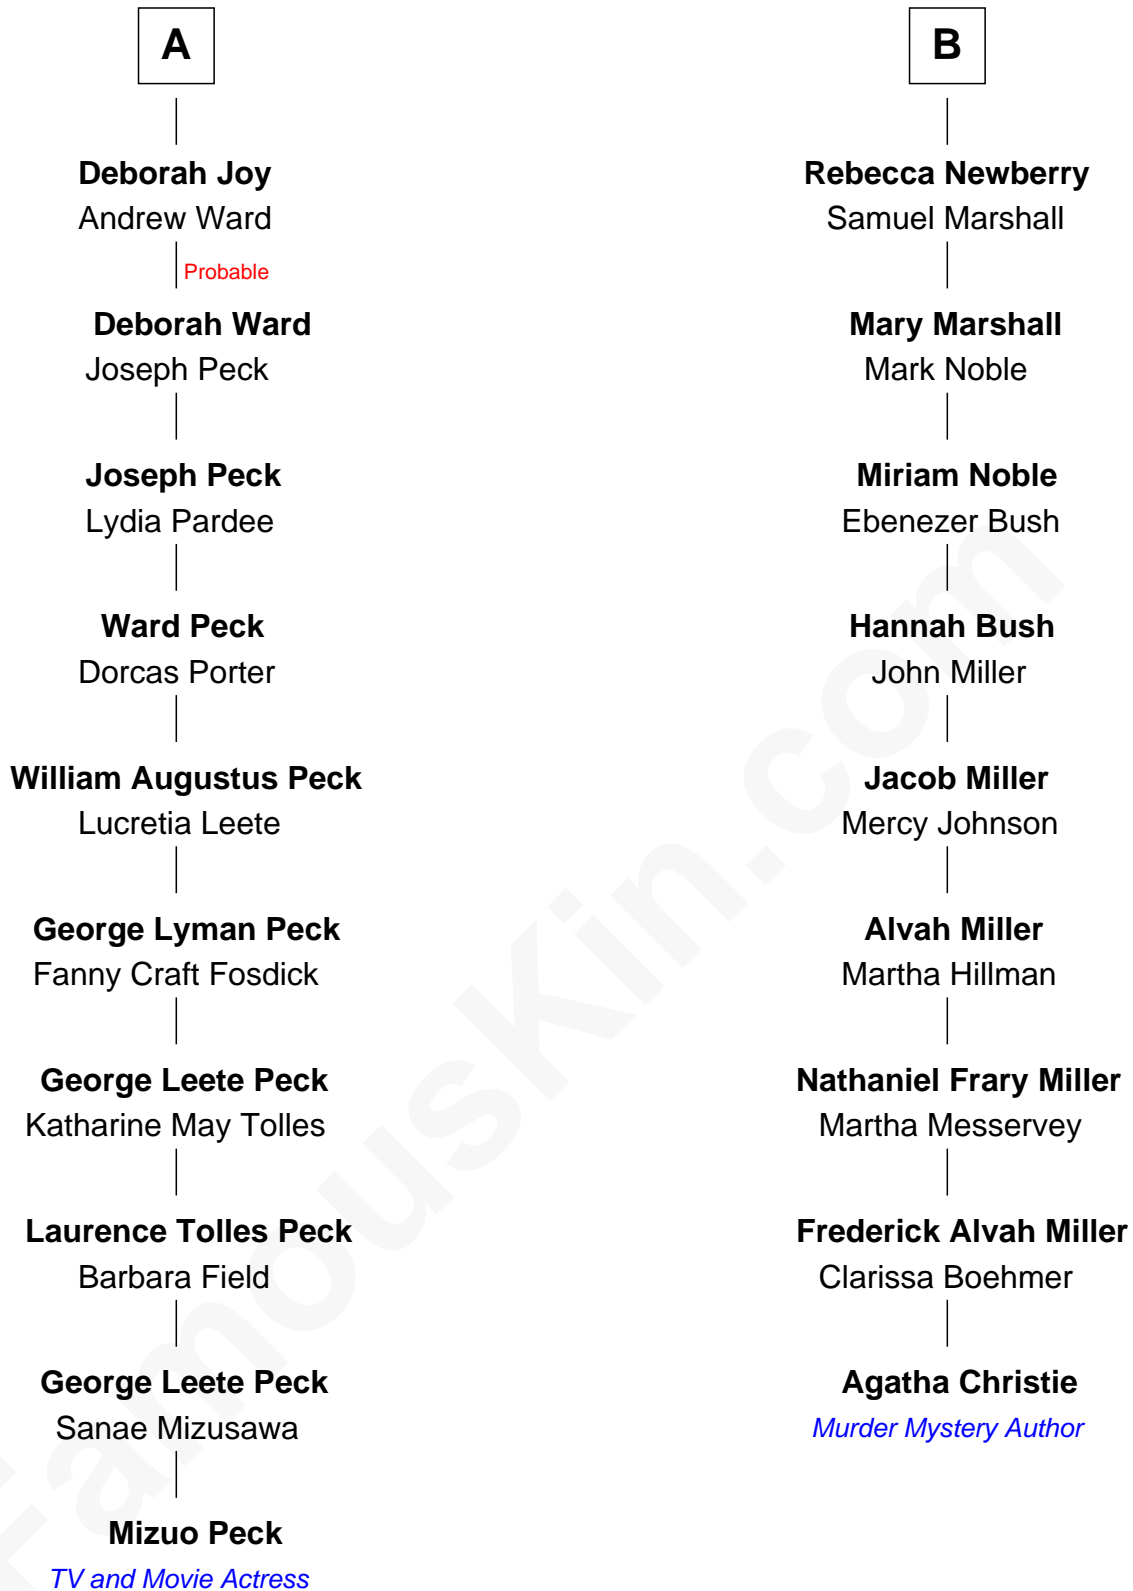 A
Deborah Joy
Andrew Ward
Probable
Deborah Ward
Joseph Peck
Joseph Peck
Lydia Pardee
Ward Peck
Dorcas Porter
William Augustus Peck
Lucretia Leete
George Lyman Peck
Fanny Craft Fosdick
George Leete Peck
Katharine May Tolles
Laurence Tolles Peck
Barbara Field
George Leete Peck
Sanae Mizusawa
Mizuo Peck
TV and Movie Actress
B
Rebecca Newberry
Samuel Marshall
Mary Marshall
Mark Noble
Miriam Noble
Ebenezer Bush
Hannah Bush
John Miller
Jacob Miller
Mercy Johnson
Alvah Miller
Martha Hillman
Nathaniel Frary Miller
Martha Messervey
Frederick Alvah Miller
Clarissa Boehmer
Agatha Christie
Murder Mystery Author
FamousKin.com